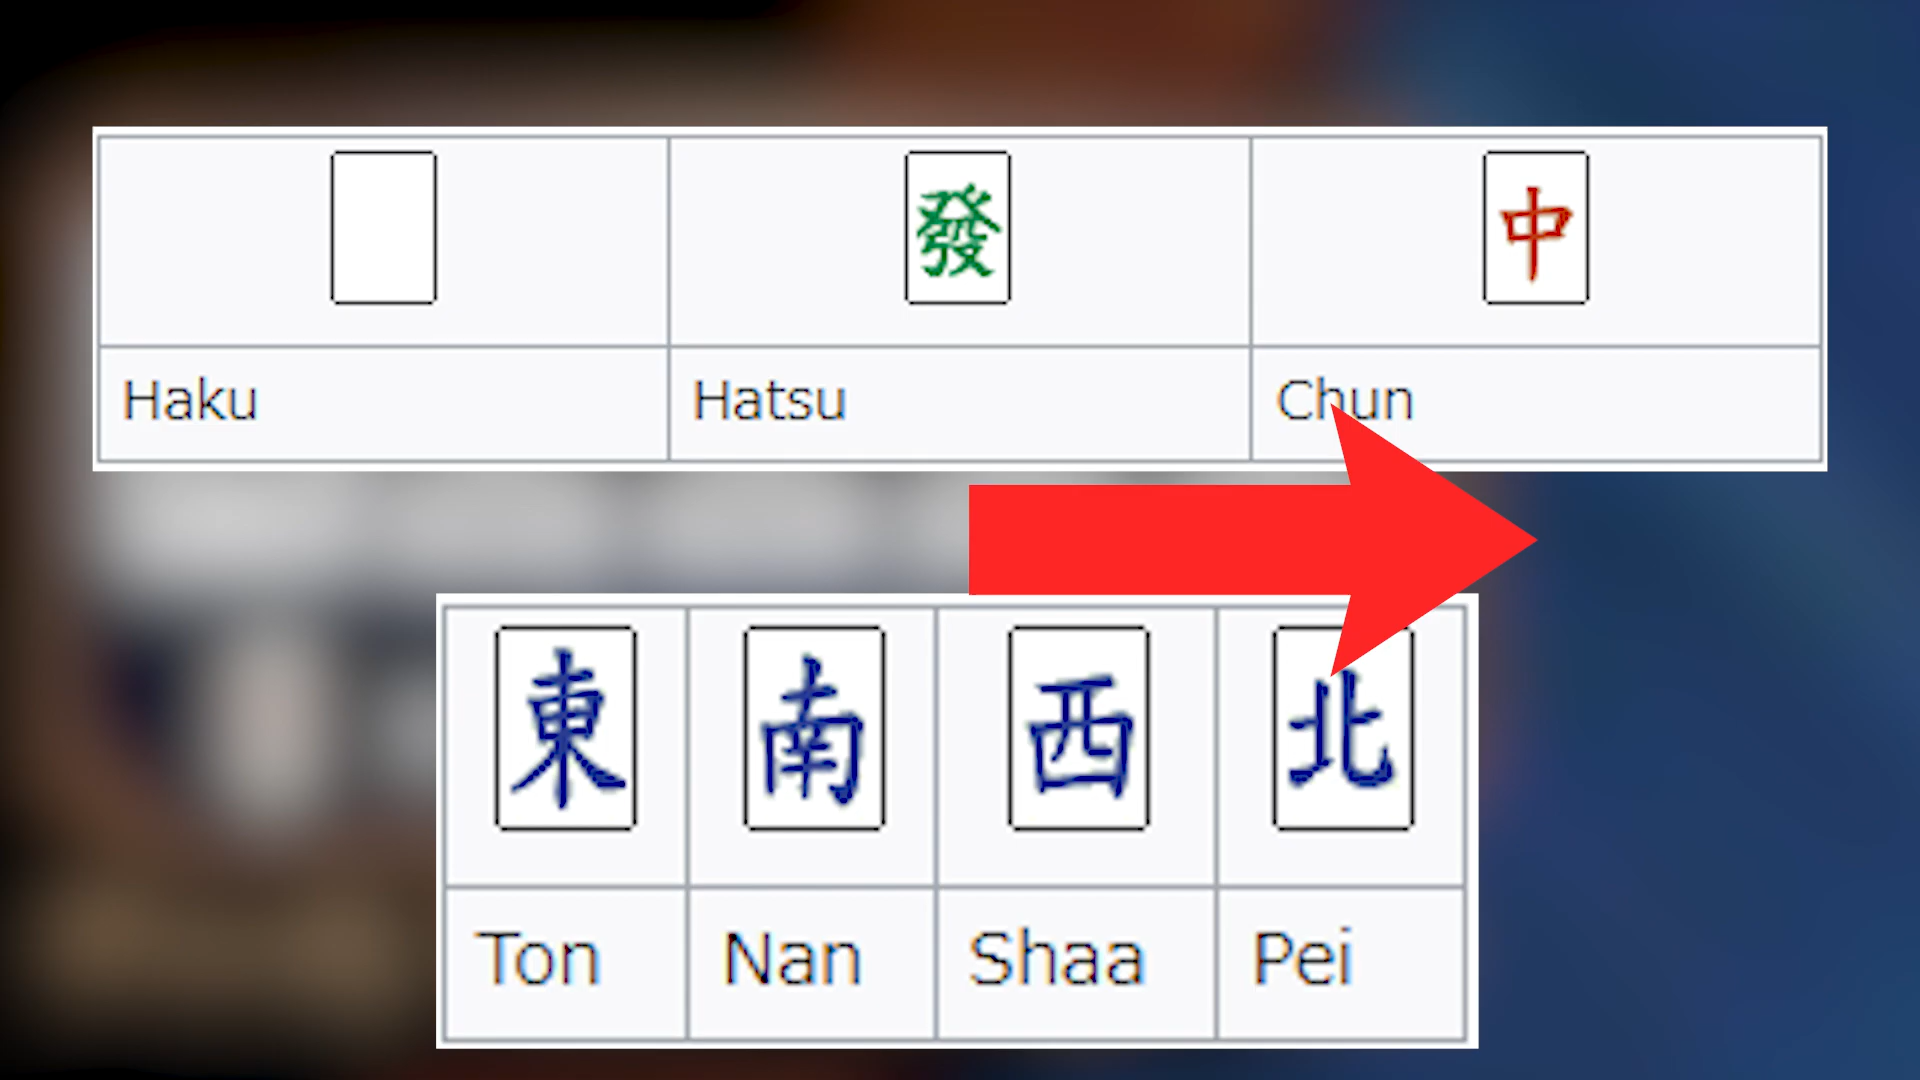 發 中
Haku Hatsu Chun
東 南 西 北
Ton Nan Shaa Pei